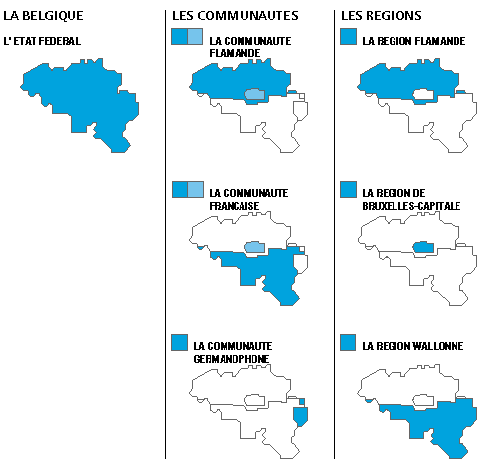 LA BELGIQUE
L'ETAT FEDERAL
LES COMMUNAUTES
LA COMMUNAUTE
FLAMANDE
LA COMMUNAUTE
FRANCAISE
LA COMMUNAUTE
GERMANOPHONE
LES REGIONS
LA REGION FLAMANDE
LA REGION DE
BRUXELLES-CAPITALE
LA REGION WALLONNE